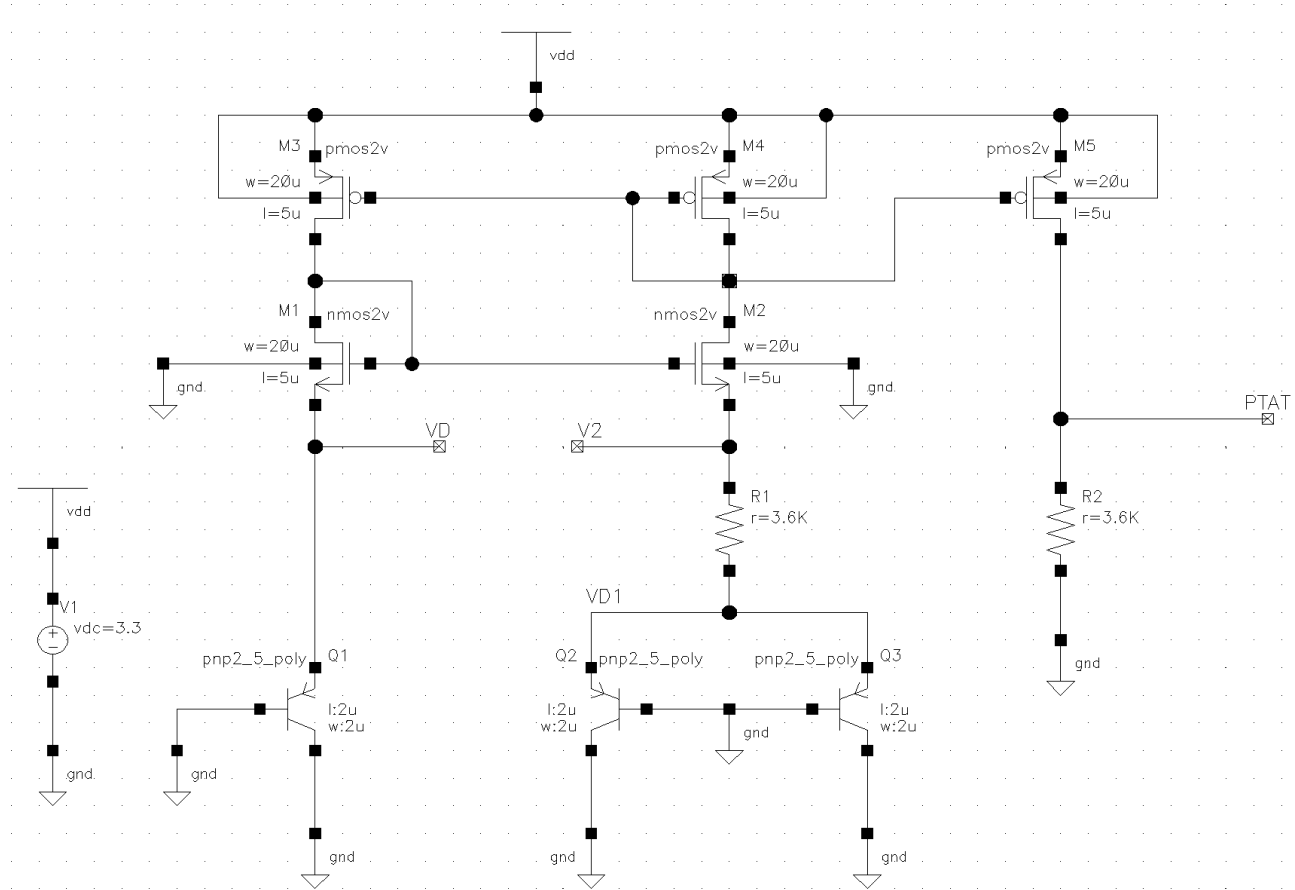 vdd
M3 pmos2v
w=20u
l=5u
pmos2v M4
w=20u
l=5u
pmos2v M5
w=20u
l=5u
M1 nmos2v
w=20u
l=5u
gnd
nmos2v M2
w=20u
l=5u
gnd
VD
V2
PTAT
vdd
V1
vdc=3.3
gnd
R1
r=3.6K
R2
r=3.6K
gnd
VD1
pnp2_5_poly Q1
l:2u
w:2u
gnd
gnd
Q2 pnp2_5_poly
l:2u
w:2u
gnd
pnp2_5_poly Q3
l:2u
w:2u
gnd
gnd